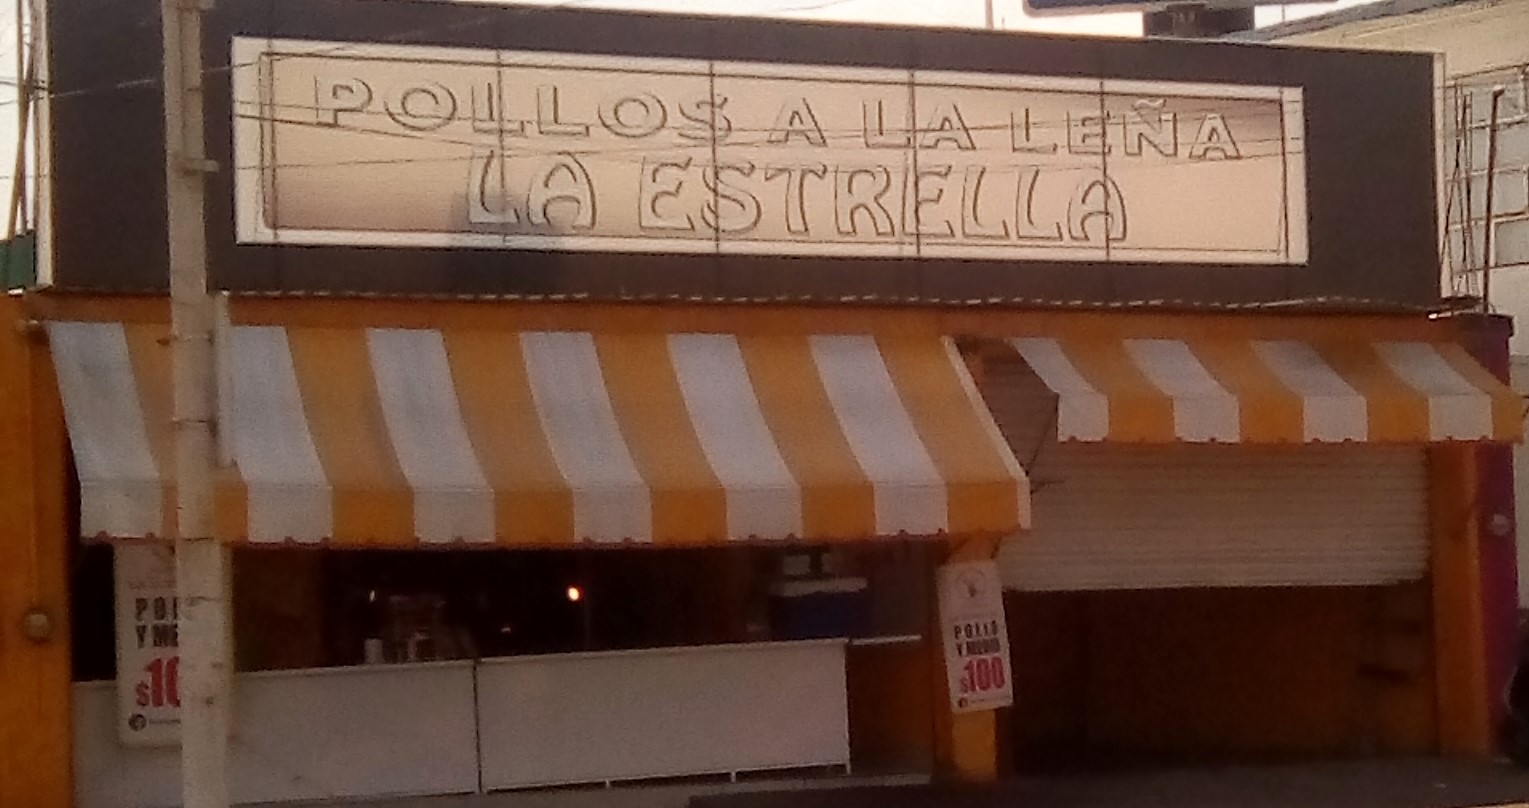 POLLOS A LA LEÑA
LA ESTRELLA
POLLO
Y MEDIO
$100